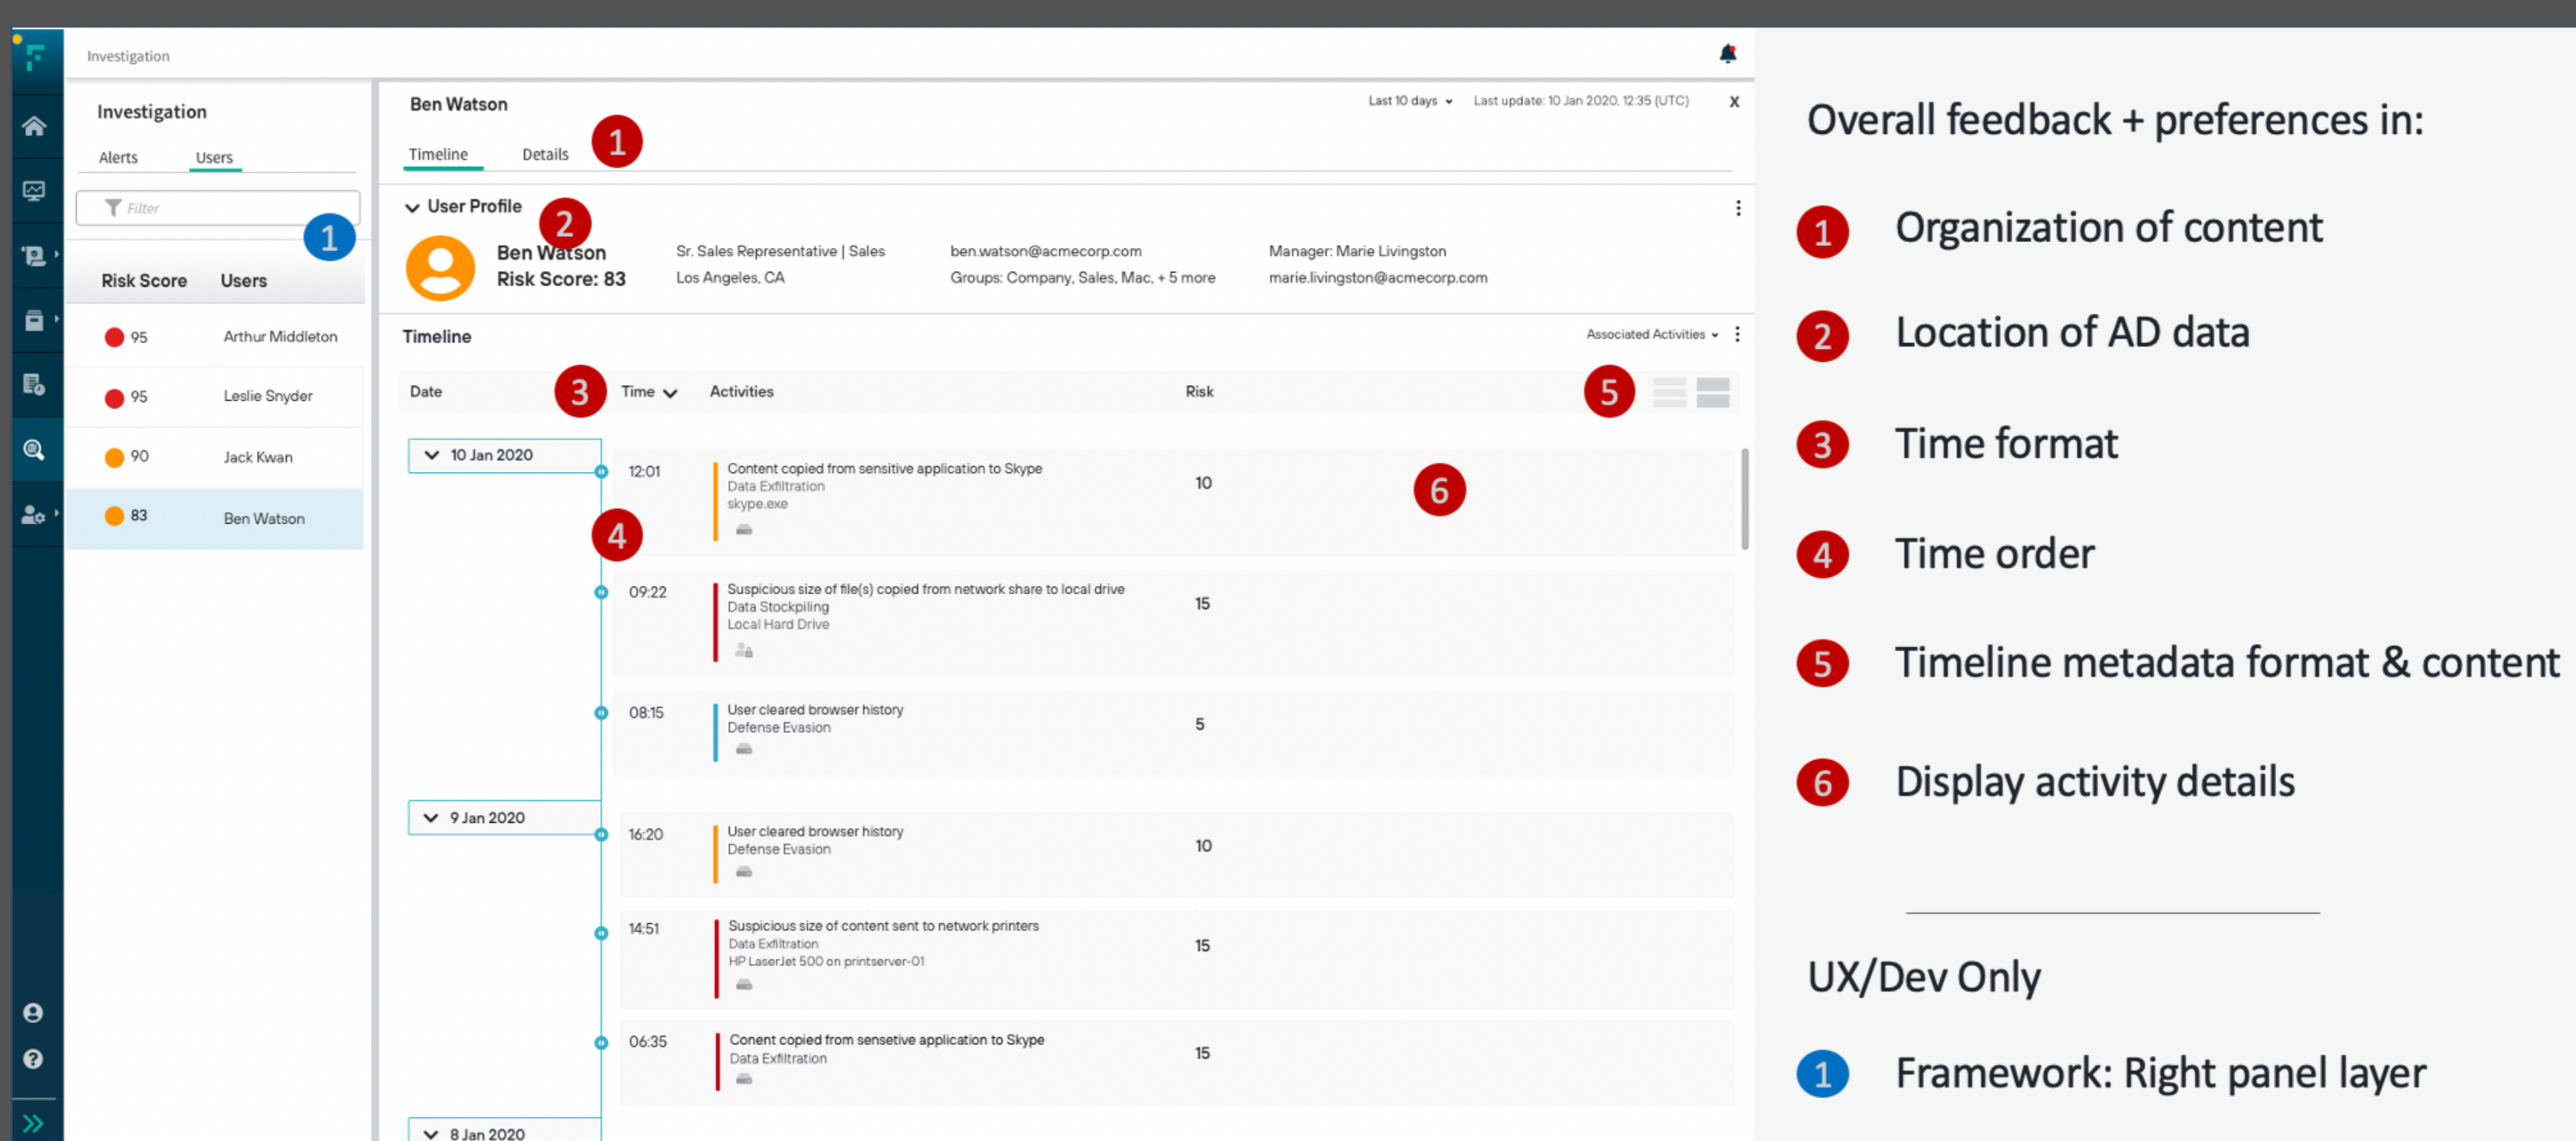 Investigation
Investigation
Alerts Users
Filter
1
Risk Score Users
95 Arthur Middleton
95 Leslie Snyder
90 Jack Kwan
83 Ben Watson
Ben Watson
Last 10 days Last update: 10 Jan 2020, 12:35 (UTC) X
Timeline Details 1
User Profile 2
Ben Watson
Risk Score: 83
Sr. Sales Representative | Sales
Los Angeles, CA
ben.watson@acmecorp.com
Groups: Company, Sales, Mac, + 5 more
Manager: Marie Livingston
marie.livingston@acmecorp.com
Timeline
Associated Activities
Date 3 Time Activities Risk 5
10 Jan 2020
12:01 Content copied from sensitive application to Skype 10
Data Exfiltration
skype.exe
6
4
09:22 Suspicious size of file(s) copied from network share to local drive 15
Data Stockpiling
Local Hard Drive
08:15 User cleared browser history 5
Defense Evasion
9 Jan 2020
16:20 User cleared browser history 10
Defense Evasion
14:51 Suspicious size of content sent to network printers 15
Data Exfiltration
HP LaserJet 500 on printserver-01
06:35 Conent copied from sensetive application to Skype 15
Data Exfiltration
8 Jan 2020
Overall feedback + preferences in:
1 Organization of content
2 Location of AD data
3 Time format
4 Time order
5 Timeline metadata format & content
6 Display activity details
UX/Dev Only
1 Framework: Right panel layer